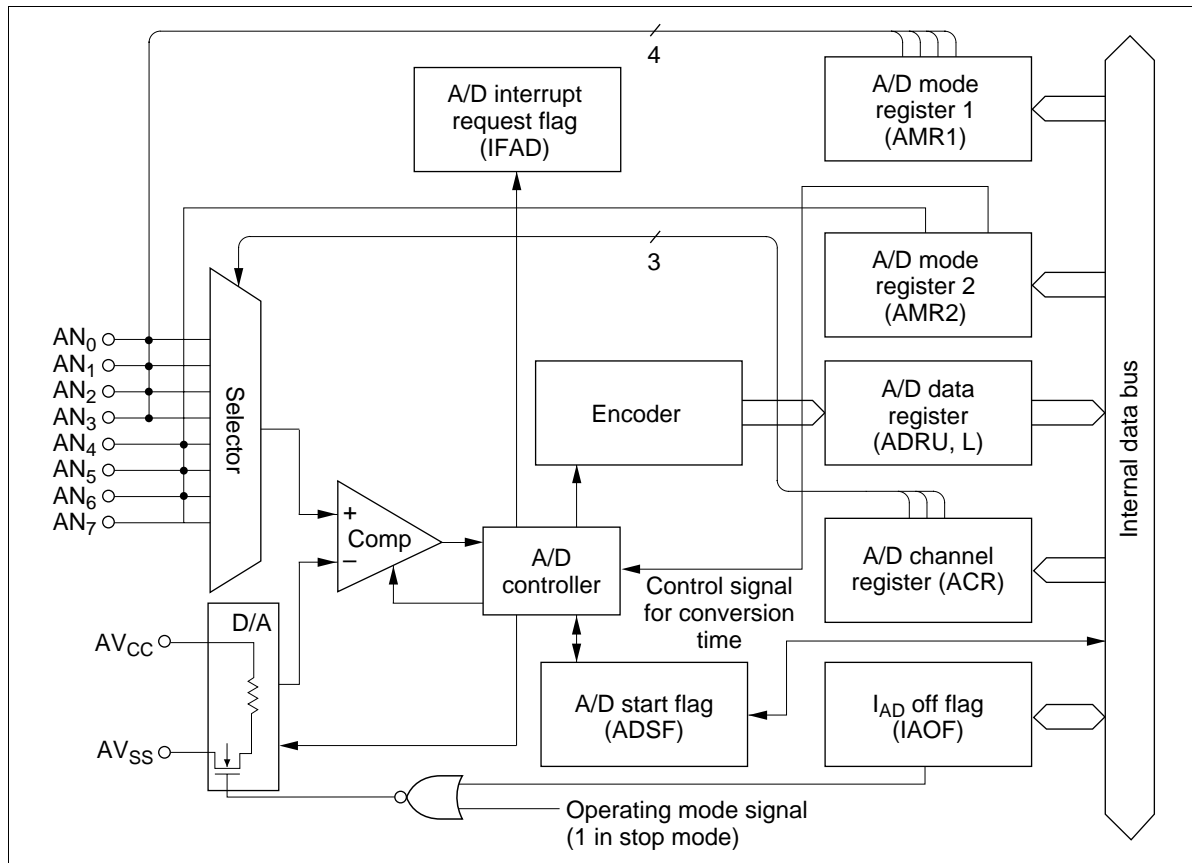 4
A/D mode
register 1
(AMR1)
A/D interrupt
request flag
(IFAD)
3
A/D mode
register 2
(AMR2)
AN0
AN1
AN2
AN3
AN4
AN5
AN6
AN7
Selector
Encoder
A/D data
register
(ADRU, L)
Internal data bus
+
Comp
−
A/D
controller
Control signal
for conversion
time
A/D channel
register (ACR)
D/A
AVCC
AVSS
A/D start flag
(ADSF)
IAD off flag
(IAOF)
Operating mode signal
(1 in stop mode)